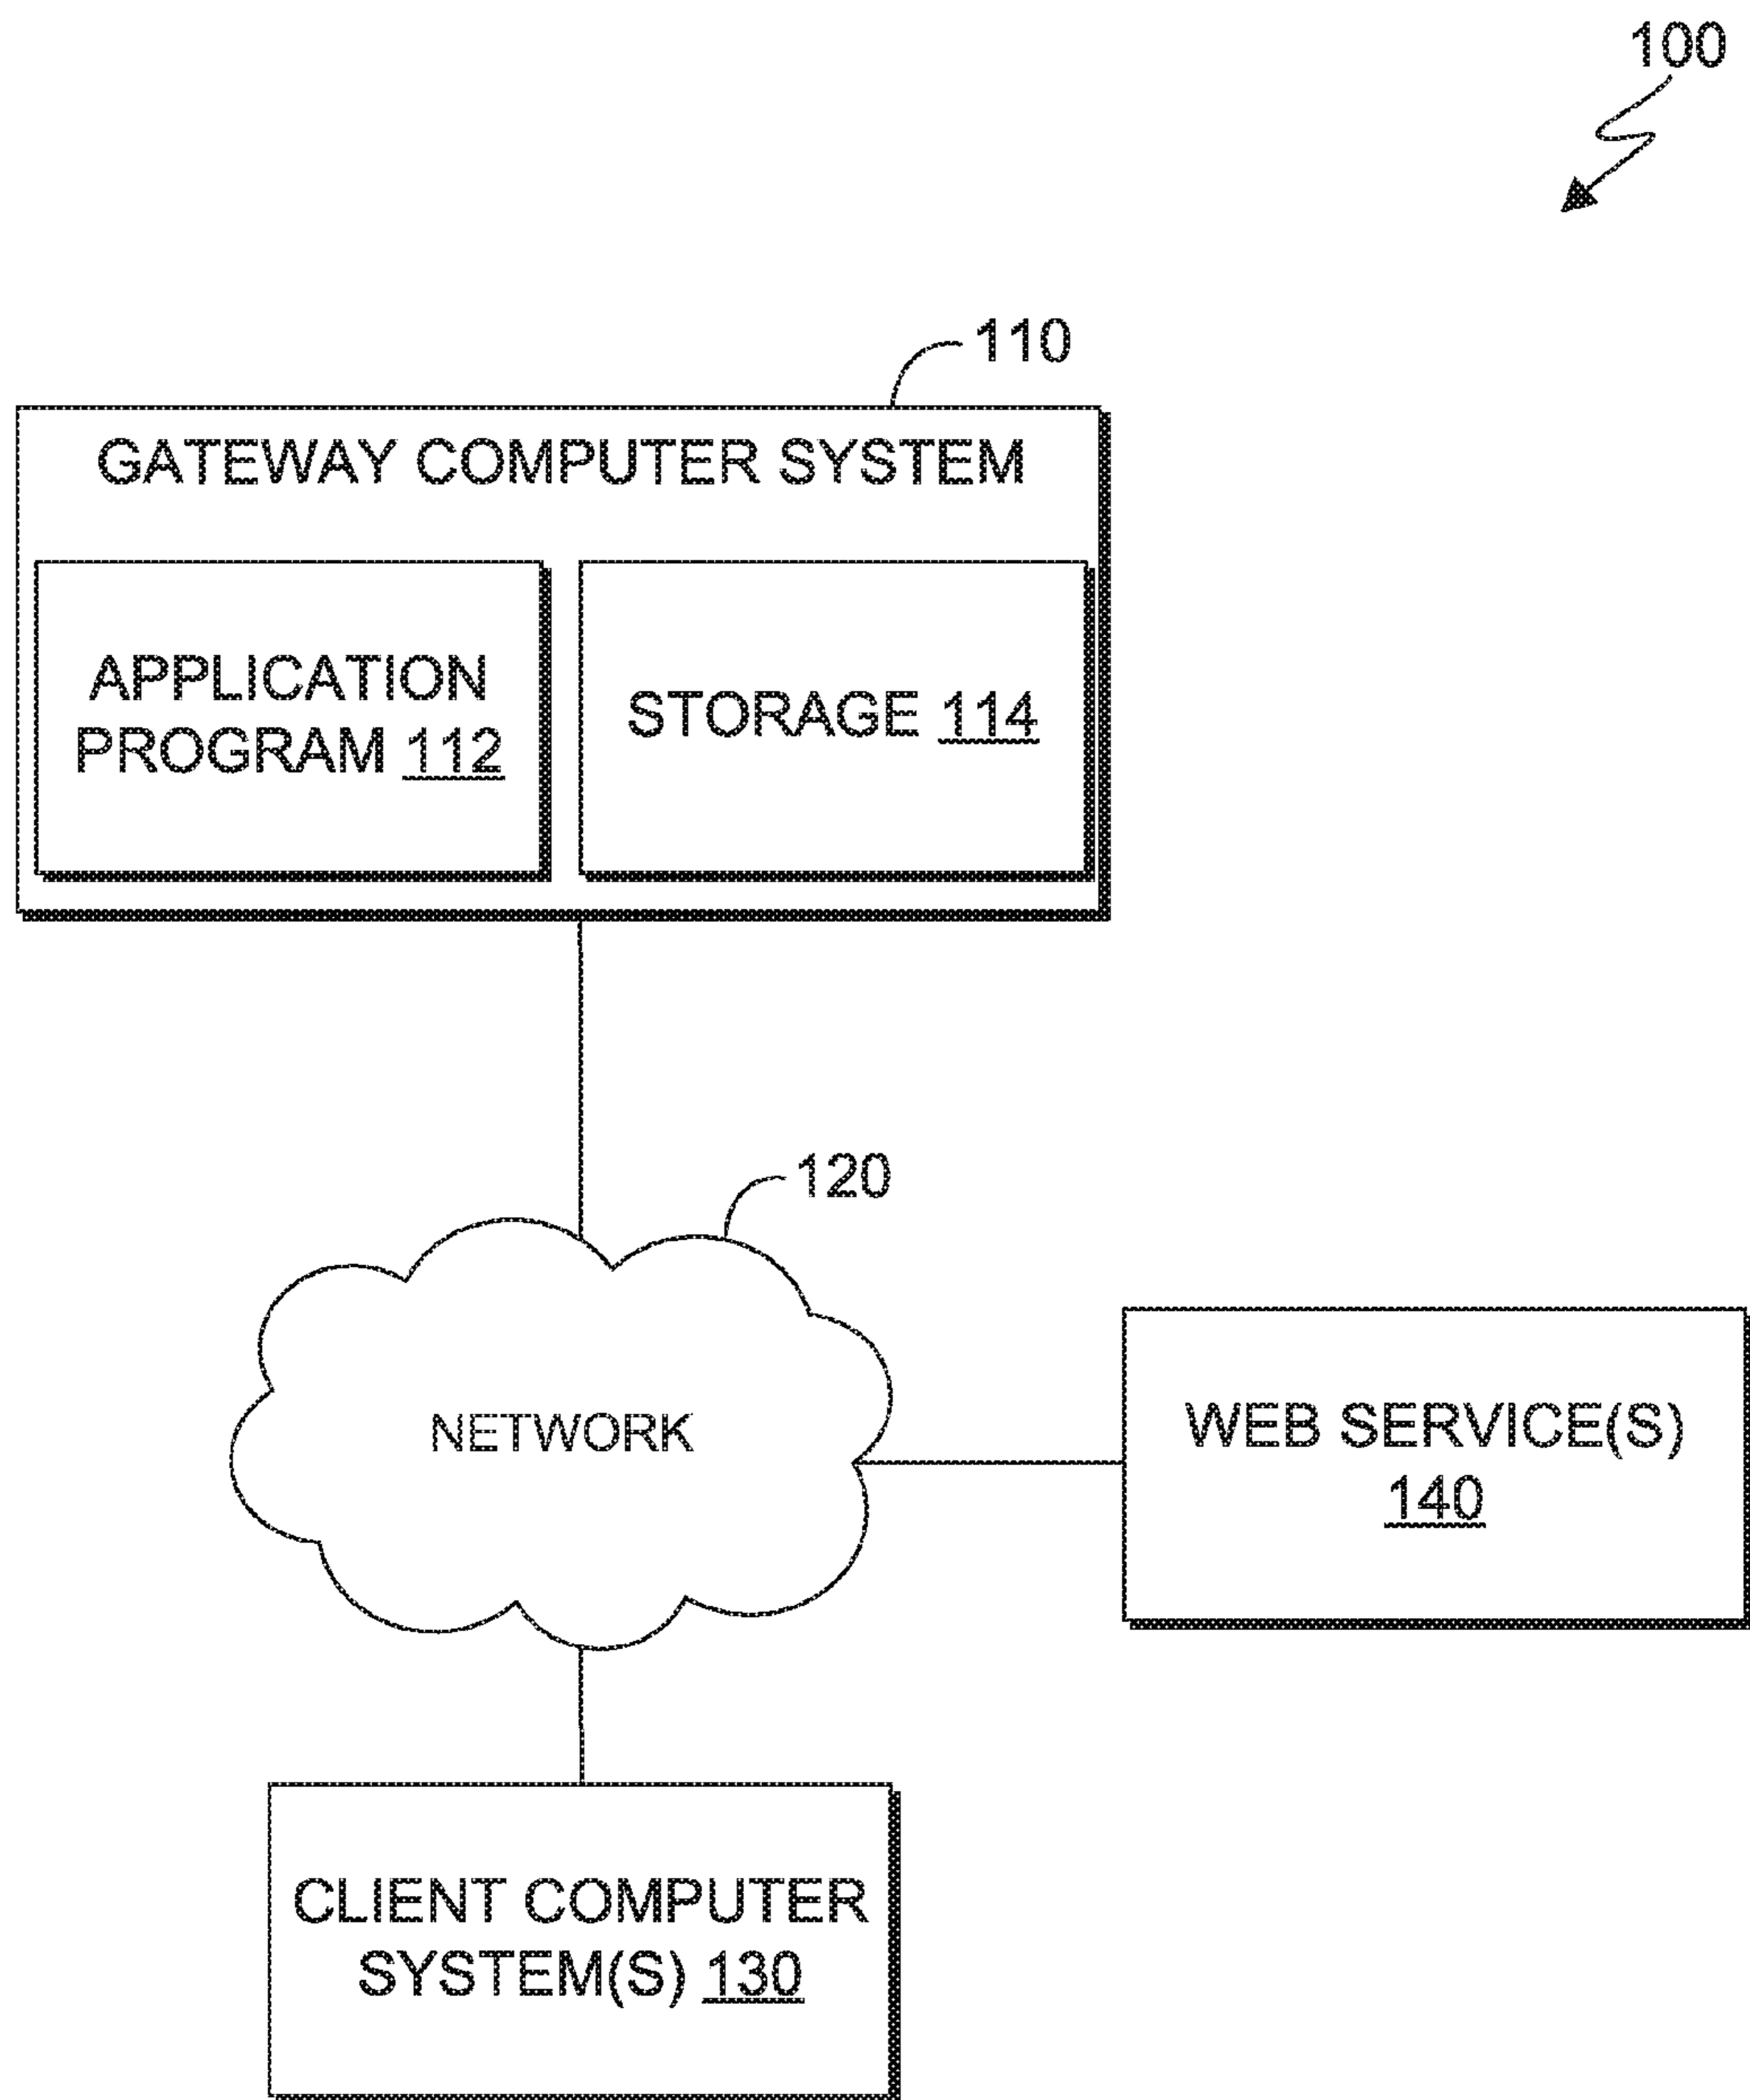 100
110
GATEWAY COMPUTER SYSTEM
APPLICATION
PROGRAM 112
STORAGE 114
120
NETWORK
WEB SERVICE(S)
140
CLIENT COMPUTER
SYSTEM(S) 130